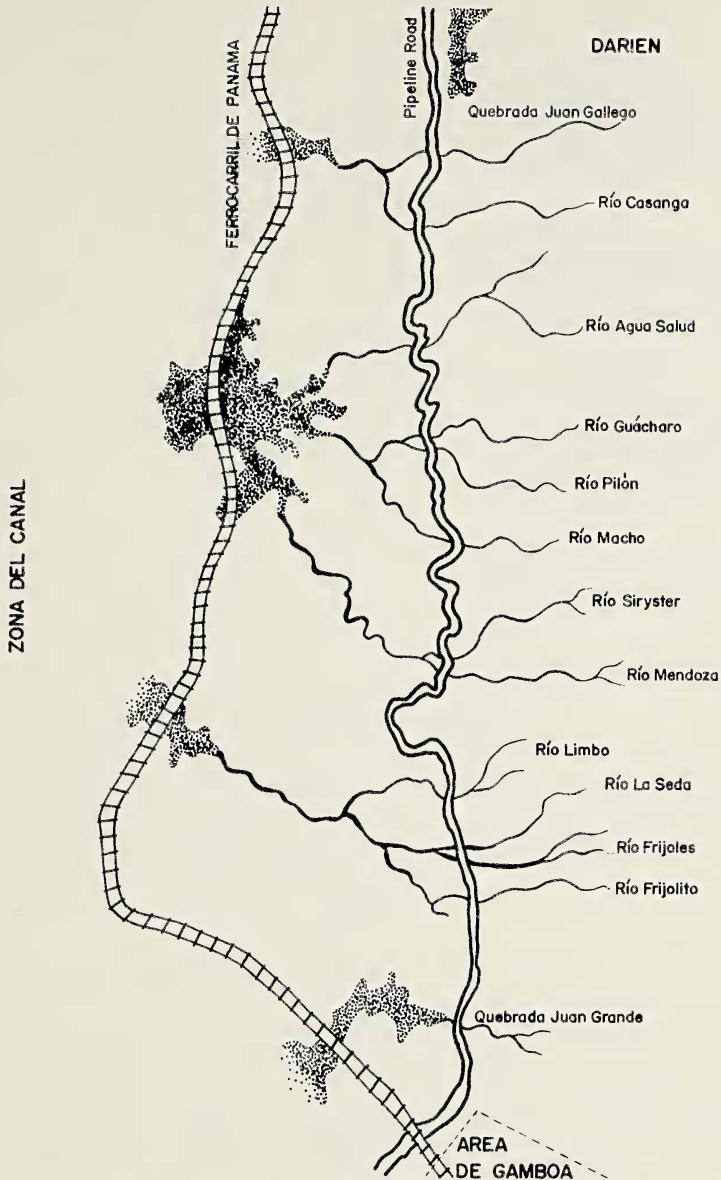 DARIEN
Pipeline Road
Quebrada Juan Gallego
FERROCARRIL DE PANAMA
Río Casanga
Río Agua Salud
Río Guácharo
Río Pilón
ZONA DEL CANAL
Río Macho
Río Siryster
Río Mendoza
Río Limbo
Río La Seda
Río Frijoles
Río Frijolito
Quebrada Juan Grande
AREA
DE GAMBOA